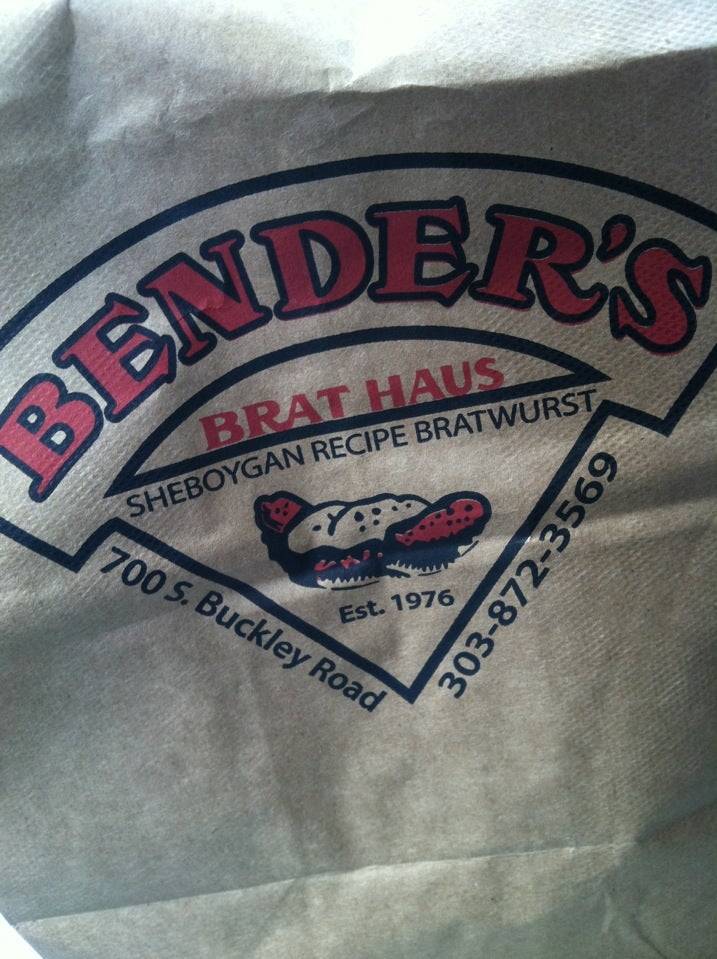 BENDER'S
BRAT HAUS
SHEBOYGAN RECIPE BRATWURST
Est. 1976
700 S. Buckley Road
303-872-3569